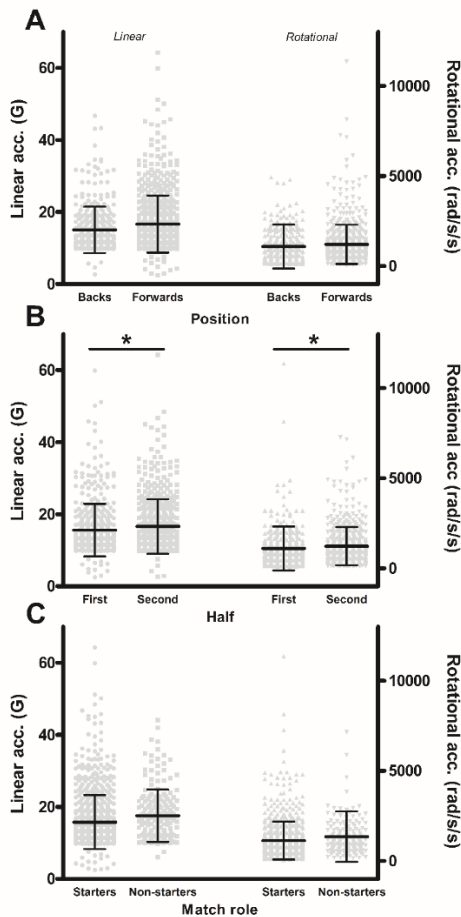 A
Linear
Rotational
Linear acc. (G)
60
40
20
0
10000
5000
0
Rotational acc. (rad/s/s)
Backs Forwards Backs Forwards
Position
B
* *
Linear acc. (G)
60
40
20
0
10000
5000
0
Rotational acc (rad/s/s)
First Second First Second
Half
C
Linear acc. (G)
60
40
20
0
10000
5000
0
Rotational acc. (rad/s/s)
Starters Non-starters Starters Non-starters
Match role